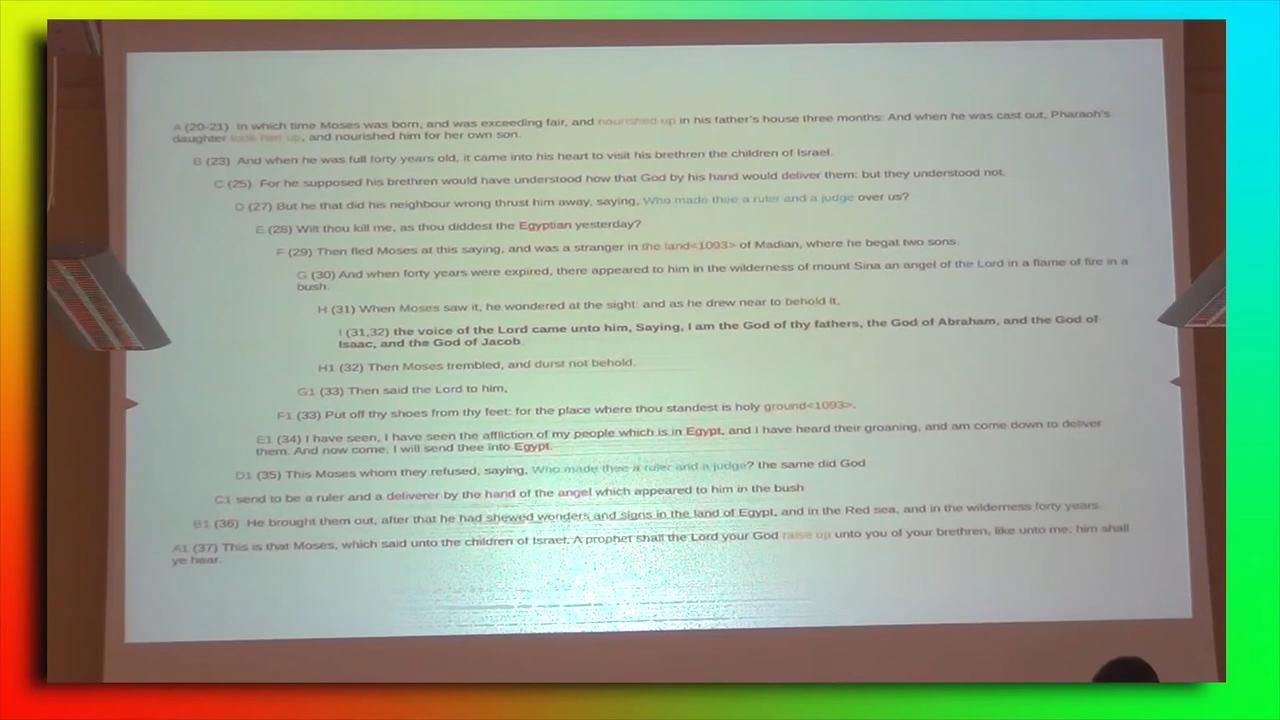 A (20-21) In which time Moses was born, and was exceeding fair, and nourished up in his father's house three months: And when he was cast out, Pharaoh's
daughter took him up, and nourished him for her own son.
B (23) And when he was full forty years old, it came into his heart to visit his brethren the children of Israel.
C (25) For he supposed his brethren would have understood how that God by his hand would deliver them: but they understood not.
D (27) But he that did his neighbour wrong thrust him away, saying, Who made thee a ruler and a judge over us?
E (28) Wilt thou kill me, as thou diddest the Egyptian yesterday?
F (29) Then fled Moses at this saying, and was a stranger in the land<1093> of Madian, where he begat two sons.
G (30) And when forty years were expired, there appeared to him in the wilderness of mount Sina an angel of the Lord in a flame of fire in a
bush.
H (31) When Moses saw it, he wondered at the sight: and as he drew near to behold it,
I (31,32) the voice of the Lord came unto him, Saying, I am the God of thy fathers, the God of Abraham, and the God of
Isaac, and the God of Jacob
H1 (32) Then Moses trembled, and durst not behold.
G1 (33) Then said the Lord to him,
F1 (33) Put off thy shoes from thy feet: for the place where thou standest is holy ground<1093>.
E1 (34) I have seen, I have seen the affliction of my people which is in Egypt, and I have heard their groaning, and am come down to deliver
them. And now come, I will send thee into Egypt.
D1 (35) This Moses whom they refused, saying, Who made thee a ruler and a judge? the same did God
C1 send to be a ruler and a deliverer by the hand of the angel which appeared to him in the bush
B1 (36) He brought them out, after that he had shewed wonders and signs in the land of Egypt, and in the Red sea, and in the wilderness forty years.
A1 (37) This is that Moses, which said unto the children of Israel, A prophet shall the Lord your God raise up unto you of your brethren, like unto me; him shall
ye hear.